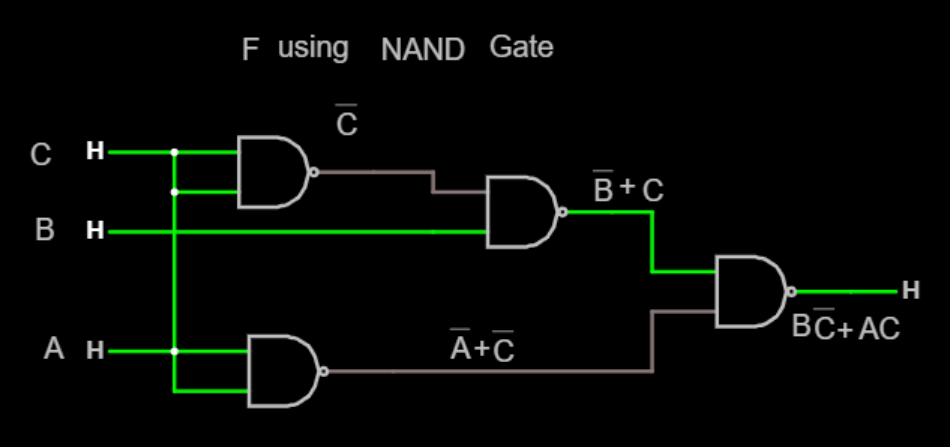 F using NAND Gate
C̅
C H
B̅ + C
B H
H
BC̅ + AC
A H
A̅+C̅